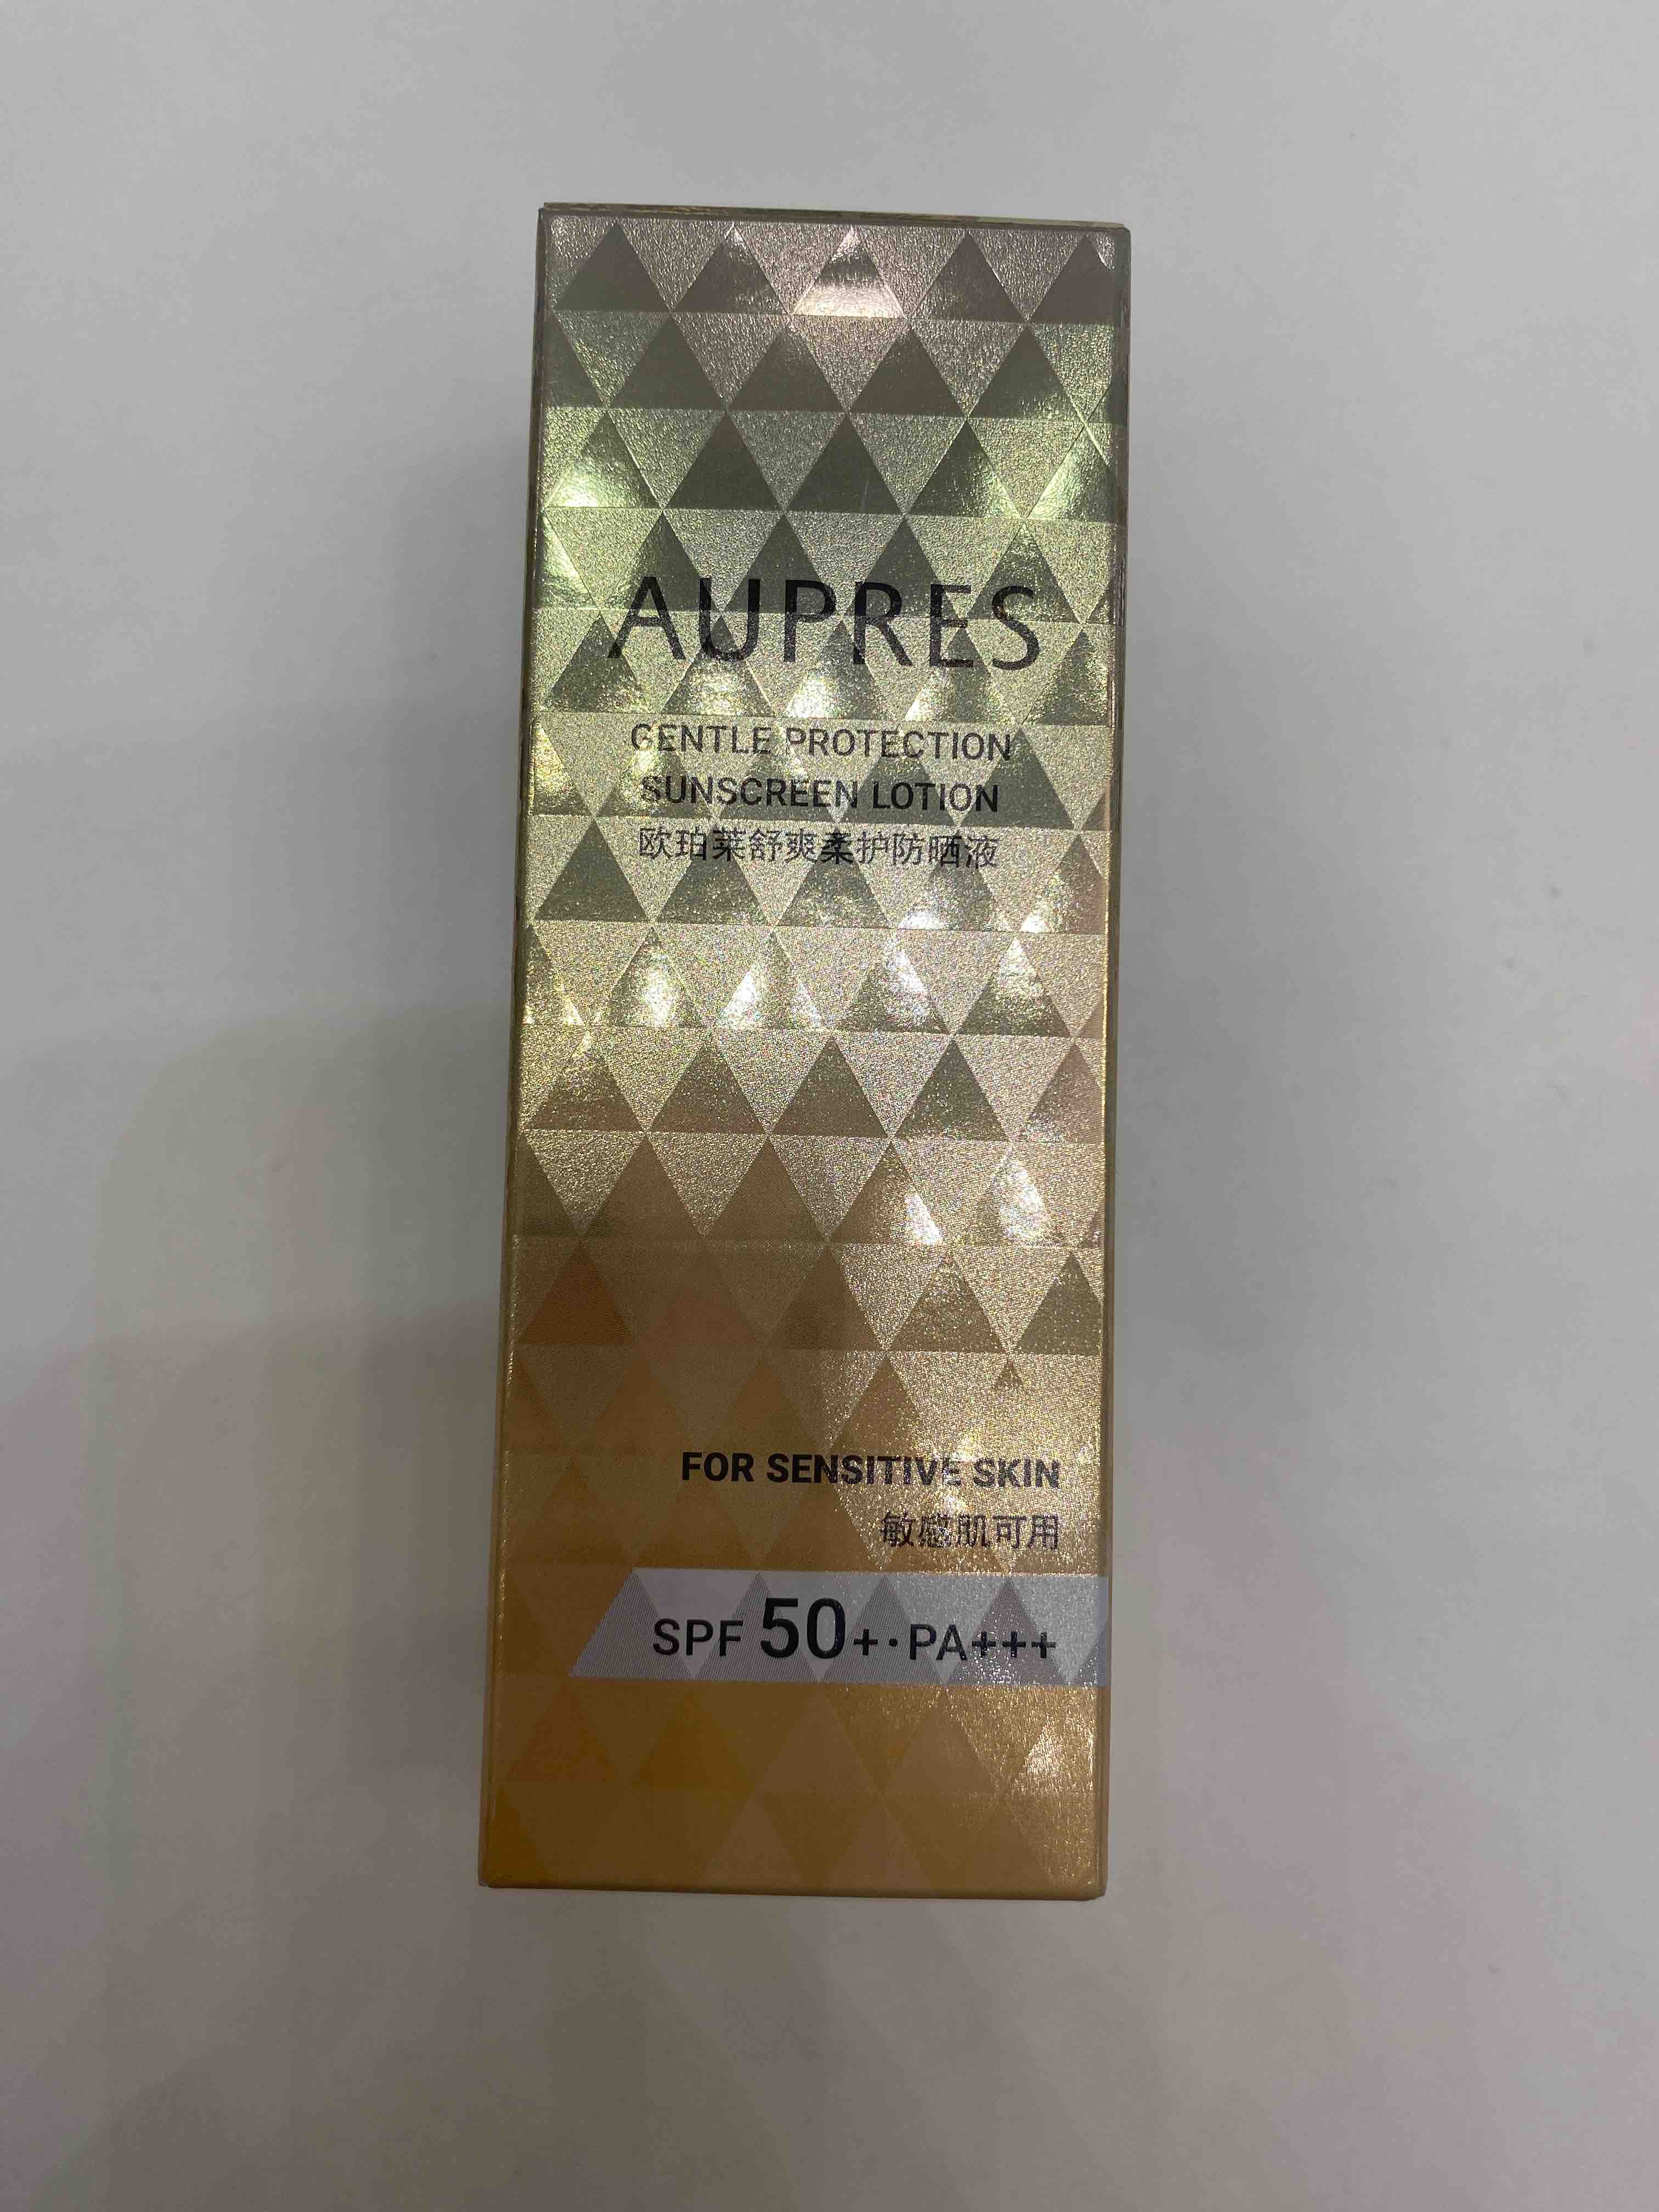 AUPRES
GENTLE PROTECTION
SUNSCREEN LOTION
欧珀莱舒爽柔护防晒液
FOR SENSITIVE SKIN
敏感肌可用
SPF 50+·PA+++